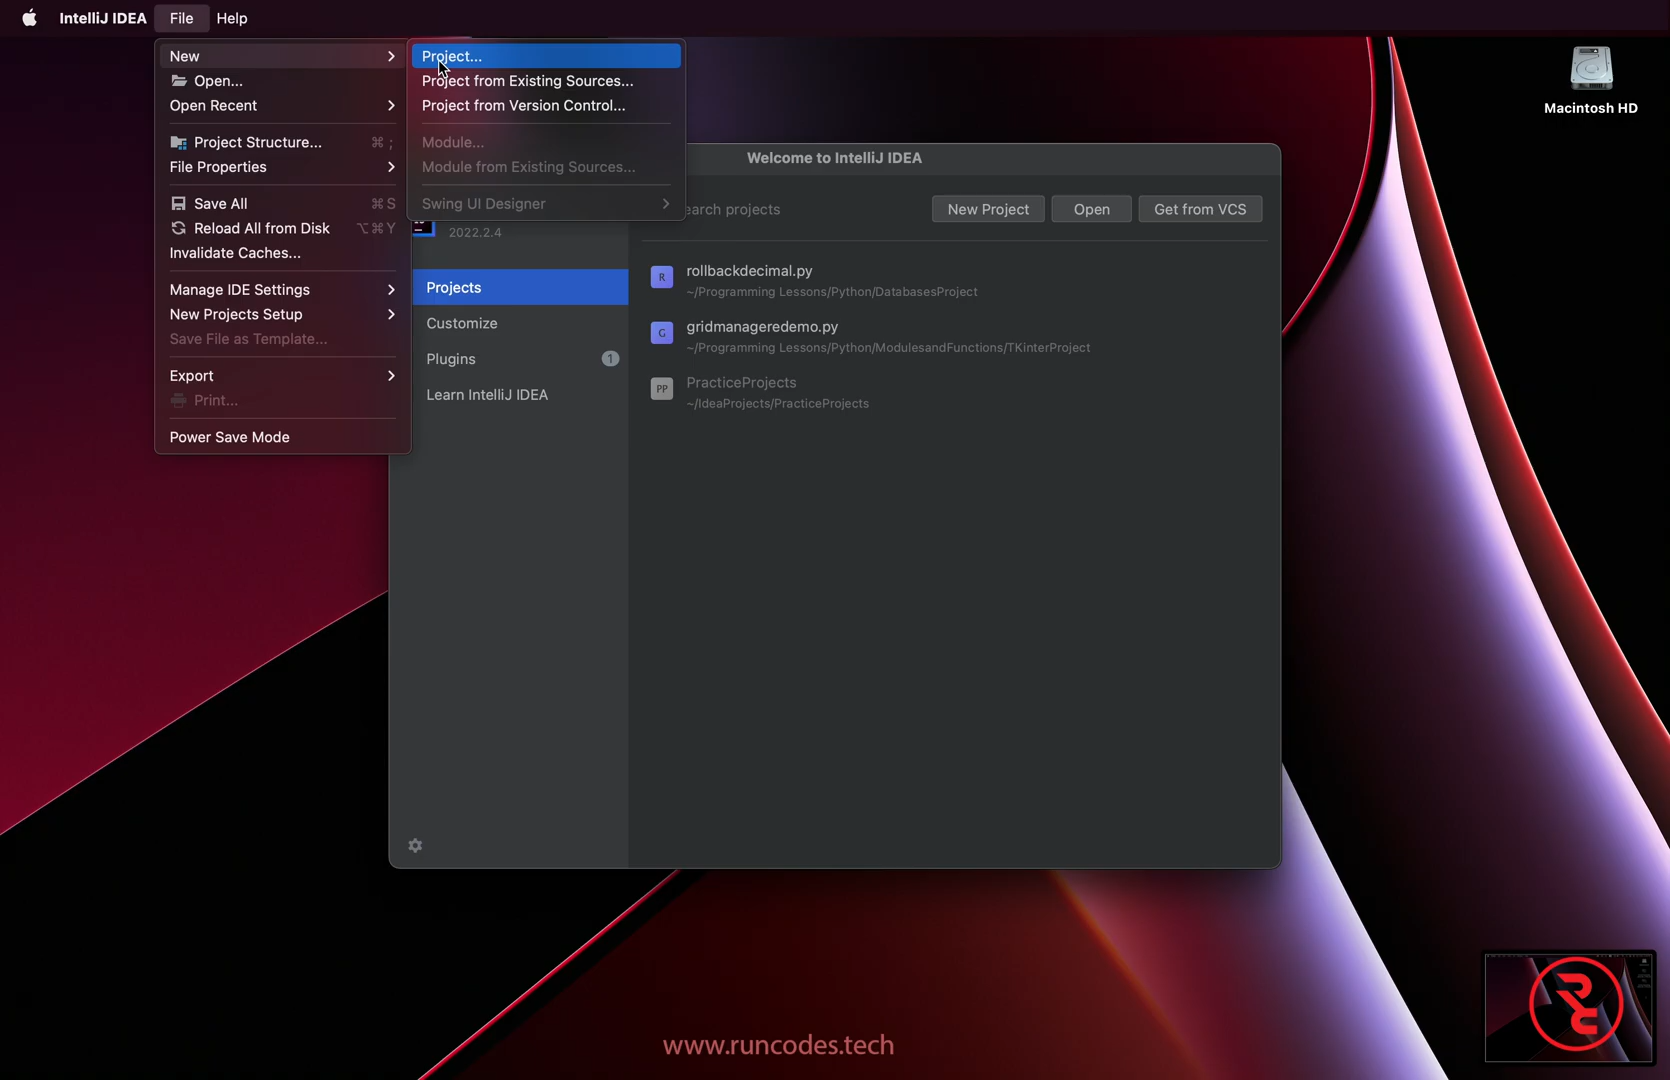 IntelliJ IDEA File Help
New
Open...
Open Recent
Project Structure... ⌘ ;
File Properties
Save All ⌘ S
Reload All from Disk ⌥ ⌘ Y
Invalidate Caches...
Manage IDE Settings
New Projects Setup
Save File as Template...
Export
Print...
Power Save Mode
Project...
Project from Existing Sources...
Project from Version Control...
Module...
Module from Existing Sources...
Swing UI Designer
Macintosh HD
Welcome to IntelliJ IDEA
2022.2.4
projects
New Project
Open
Get from VCS
Projects
Customize
Plugins 1
Learn IntelliJ IDEA
R rollbackdecimal.py
~/Programming Lessons/Python/DatabasesProject
G gridmanageredemo.py
~/Programming Lessons/Python/ModulesandFunctions/TKinterProject
PP PracticeProjects
~/IdeaProjects/PracticeProjects
www.runcodes.tech